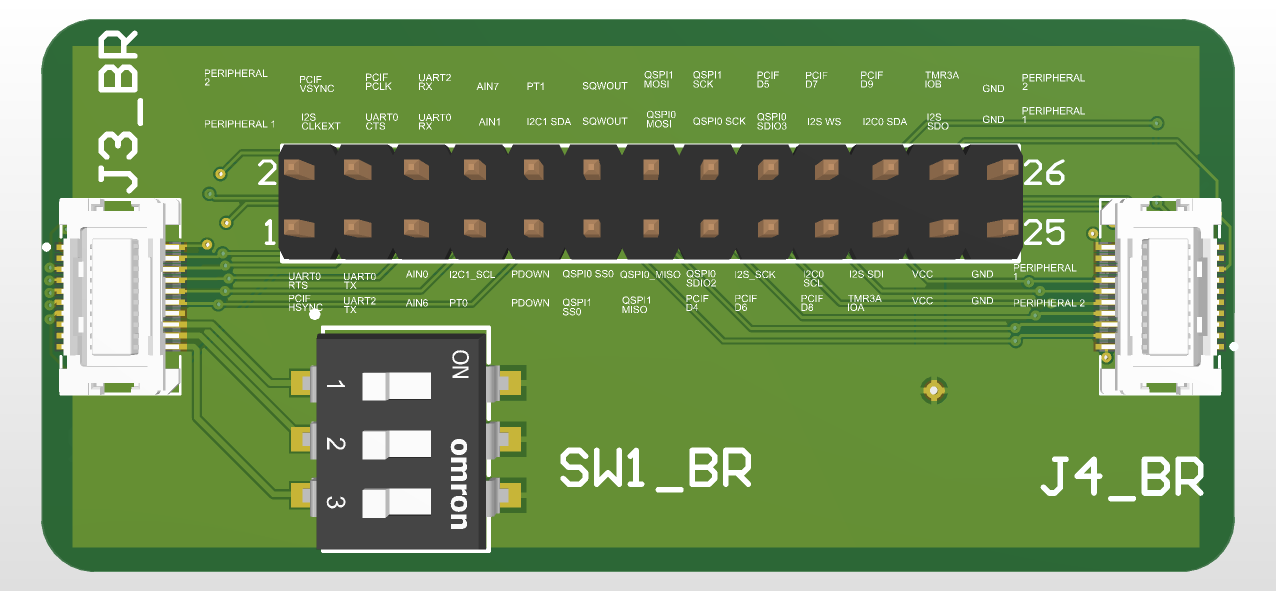 J3_BR
PERIPHERAL
2
PCIF
VSYNC
PCIF
PCLK
UART2
RX
AIN7
PT1
SQWOUT
QSPI1
MOSI
QSPI1
SCK
PCIF
D5
PCIF
D7
PCIF
D9
TMR3A
IOB
GND
PERIPHERAL
2
PERIPHERAL 1
I2S
CLKEXT
UART0
CTS
UART0
RX
AIN1
I2C1 SDA
SQWOUT
QSPI0
MOSI
QSPI0 SCK
QSPI0
SDIO3
I2S WS
I2C0 SDA
I2S
SDO
GND
PERIPHERAL
1
2
26
1
25
UART0
RTS
UART0
TX
AIN0
I2C1_SCL
PDOWN
QSPI0 SS0
QSPI0_MISO
QSPI0
SDIO2
I2S_SCK
I2C0
SCL
I2S SDI
VCC
GND
PERIPHERAL
1
PCIF
HSYNC
UART2
TX
AIN6
PT0
PDOWN
QSPI1
SS0
QSPI1
MISO
PCIF
D4
PCIF
D6
PCIF
D8
TMR3A
IOA
VCC
GND
PERIPHERAL 2
ON
1
2
3
omron
SW1_BR
J4_BR